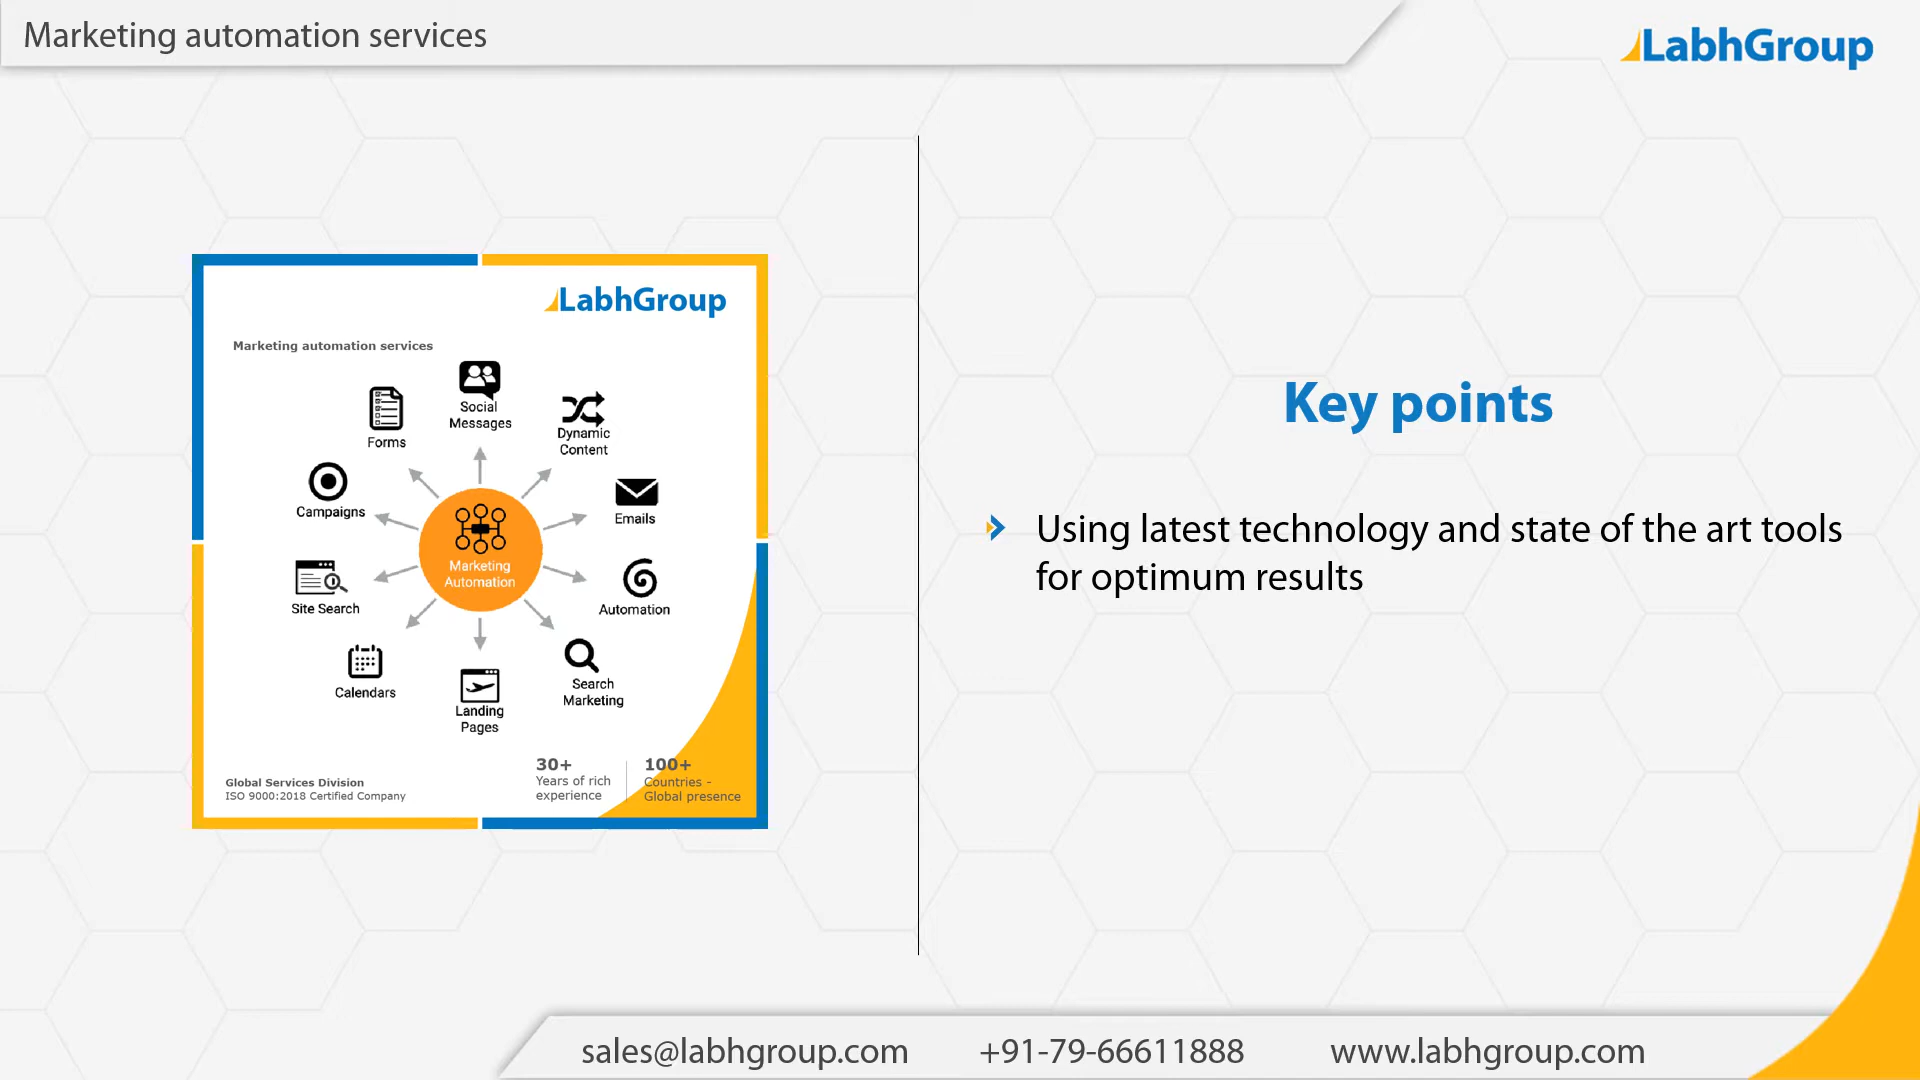 Marketing automation services
LabhGroup
LabhGroup
Marketing automation services
Social
Messages
Forms
Dynamic
Content
Campaigns
Emails
Marketing
Automation
Site Search
Automation
Calendars
Search
Marketing
Landing
Pages
30+
Years of rich
experience
100+
Countries -
Global presence
Global Services Division
ISO 9000:2018 Certified Company
Key points
Using latest technology and state of the art tools
for optimum results
sales@labhgroup.com +91-79-66611888 www.labhgroup.com